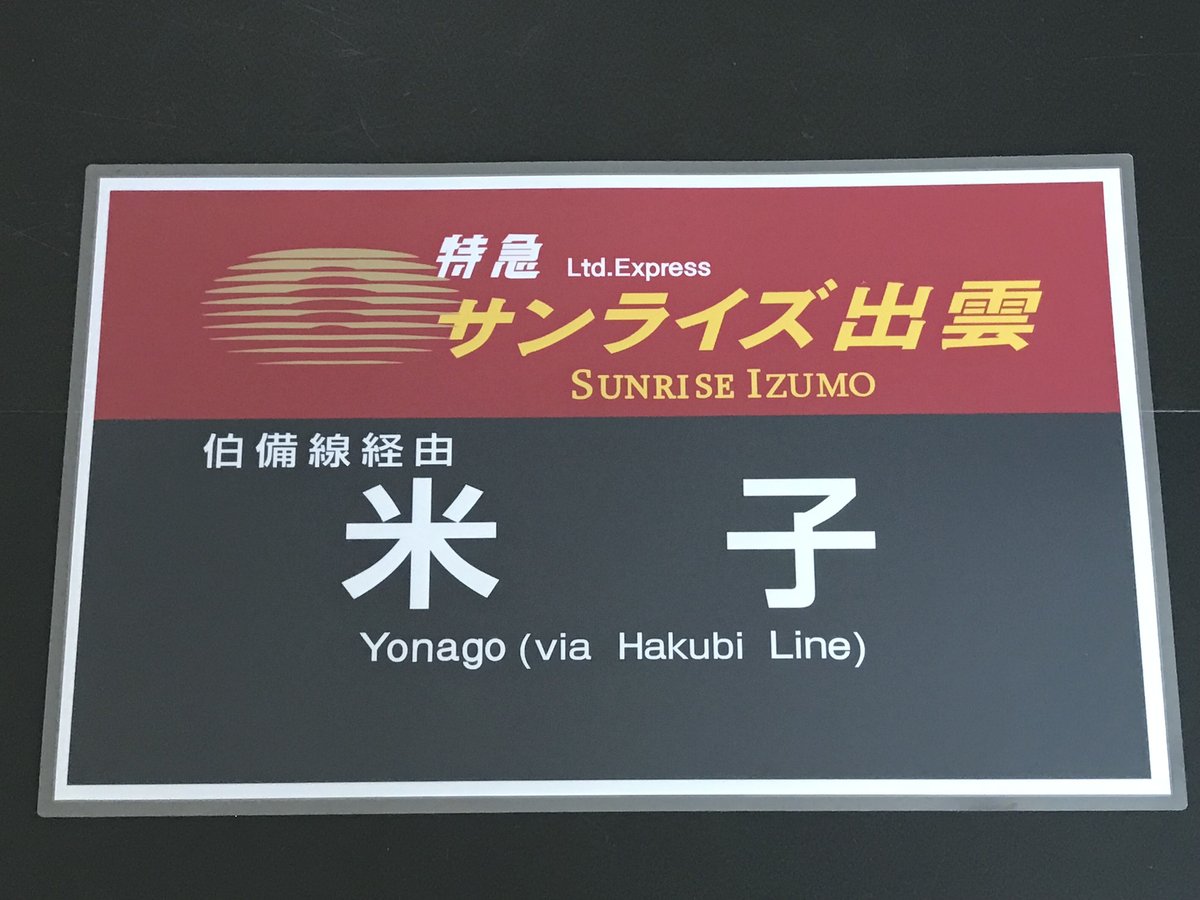 特急 Ltd.Express
サンライズ出雲
SUNRISE IZUMO
伯備線経由
米子
Yonago (via Hakubi Line)